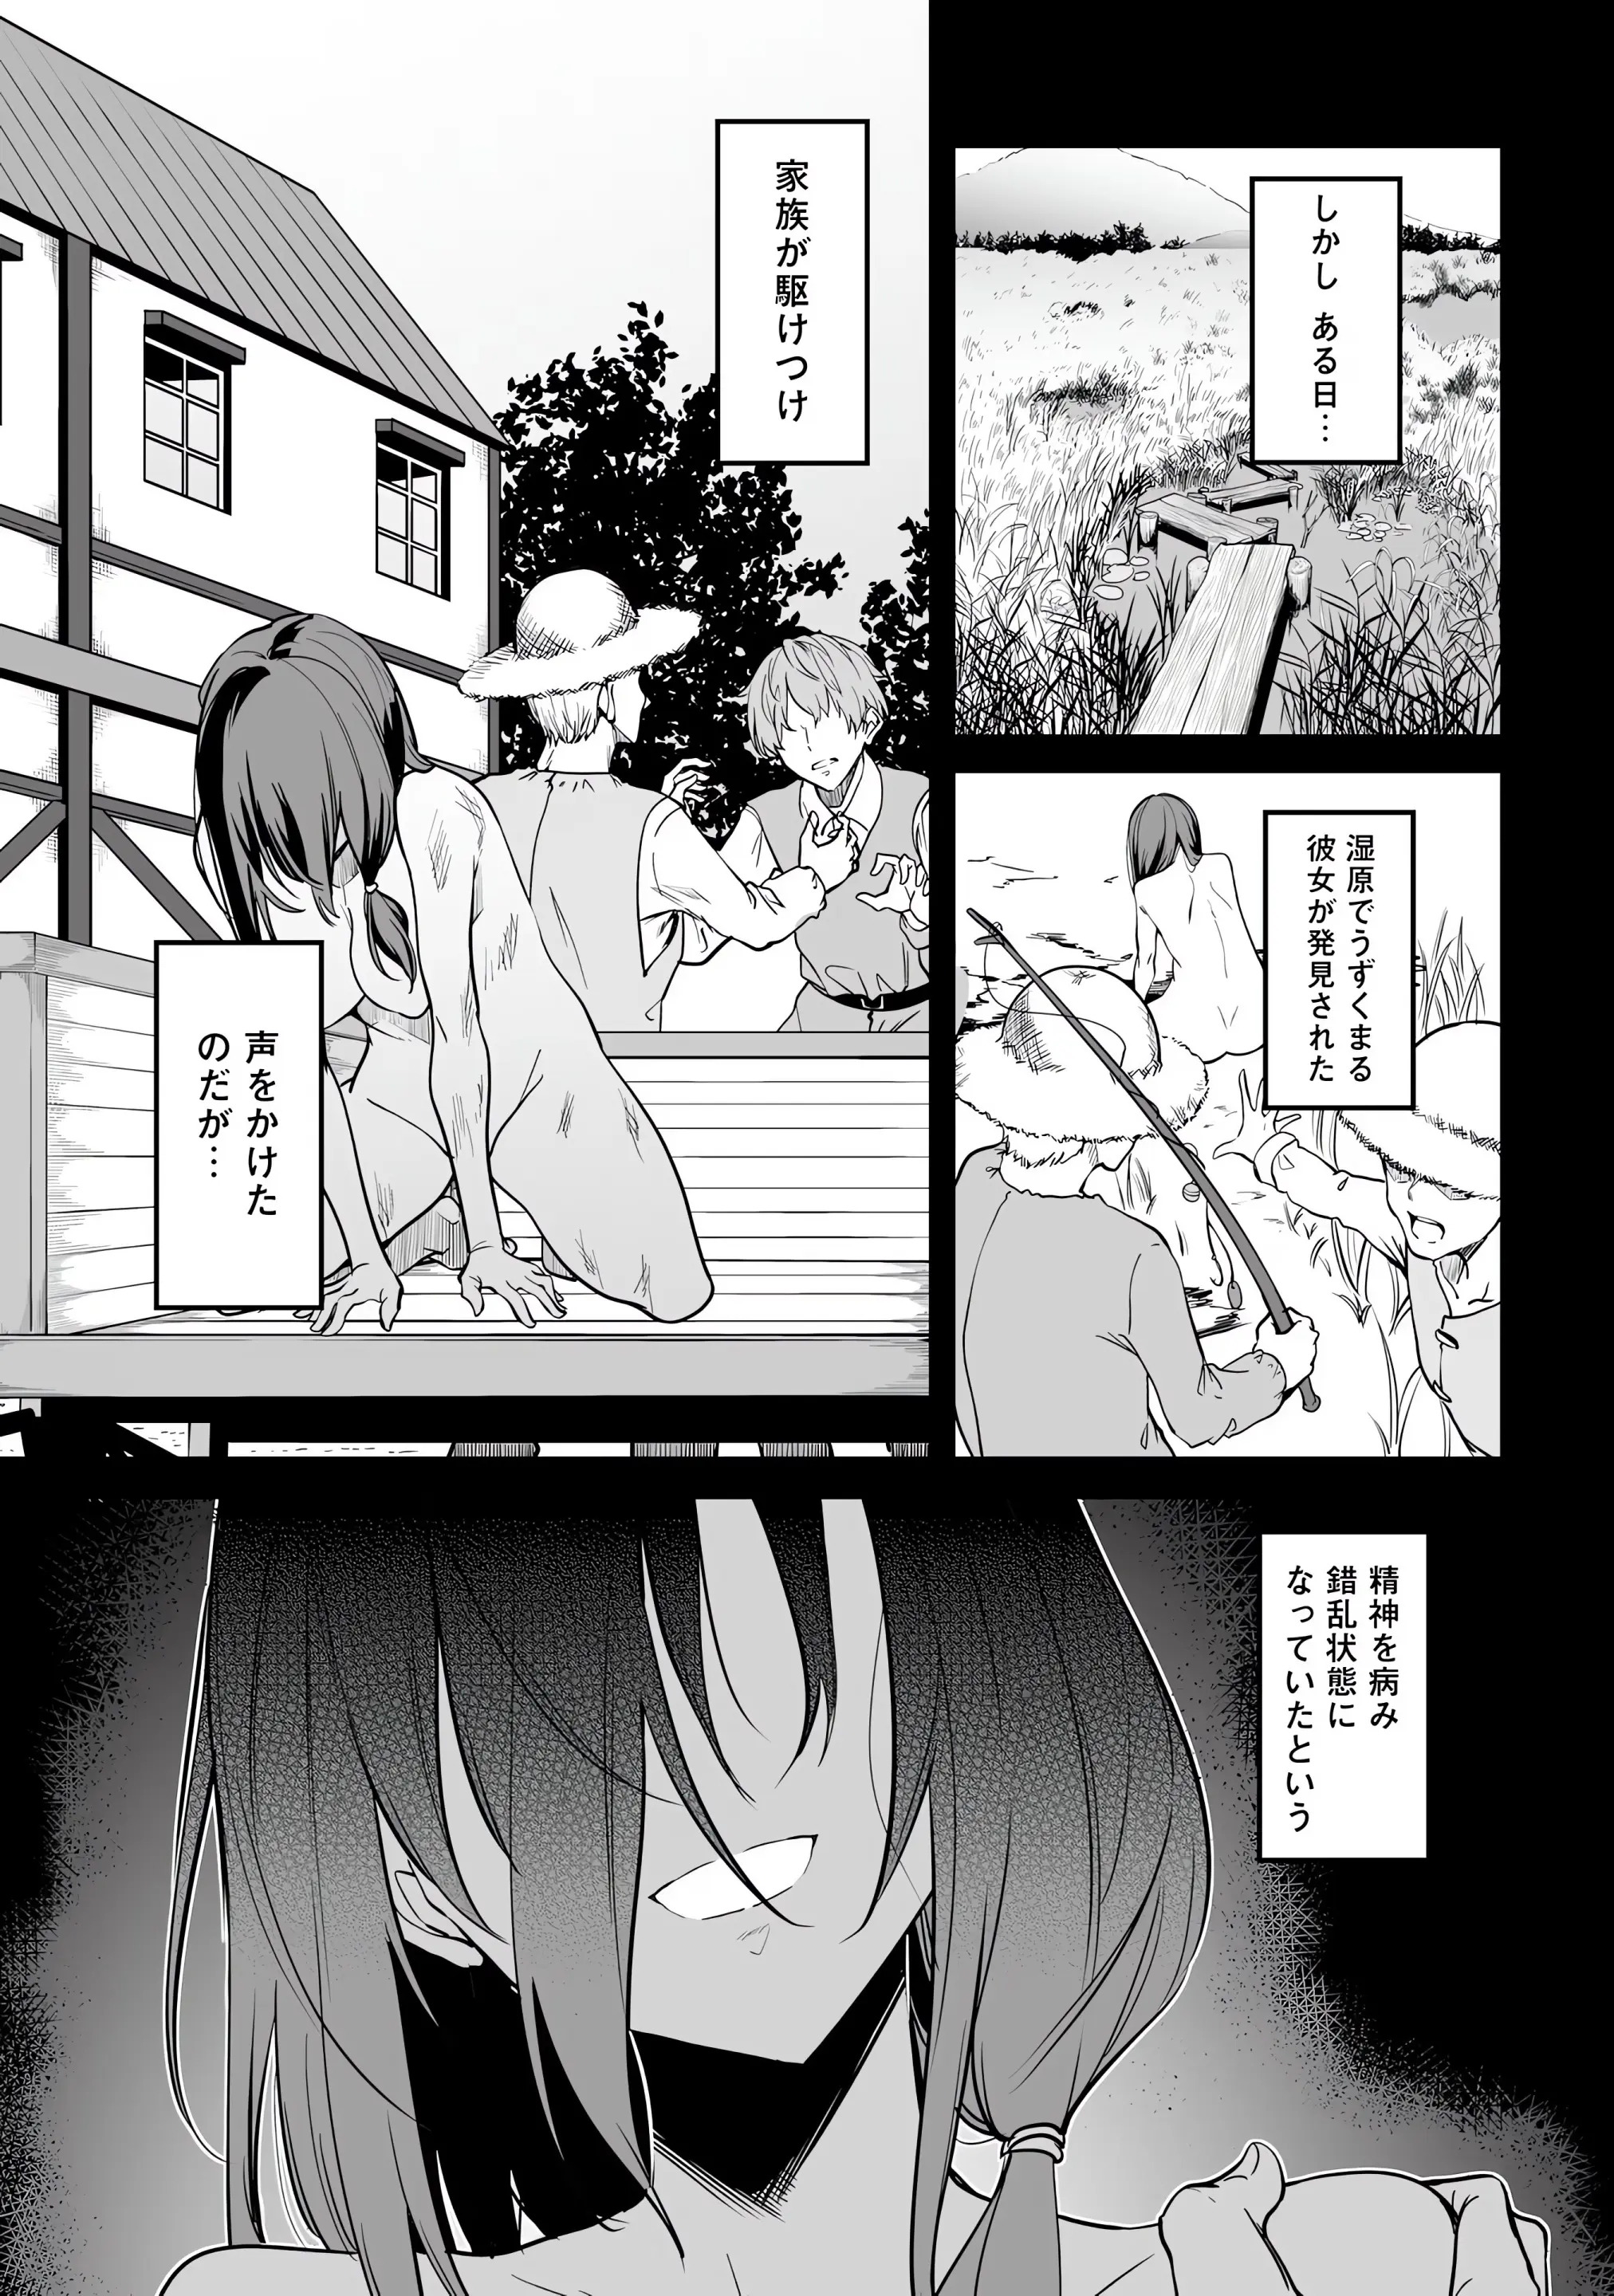 しかし ある日…
湿原でうずくまる
彼女が発見された
家族が駆けつけ
声をかけた
のだが…
精神を病み
錯乱状態に
なっていたという